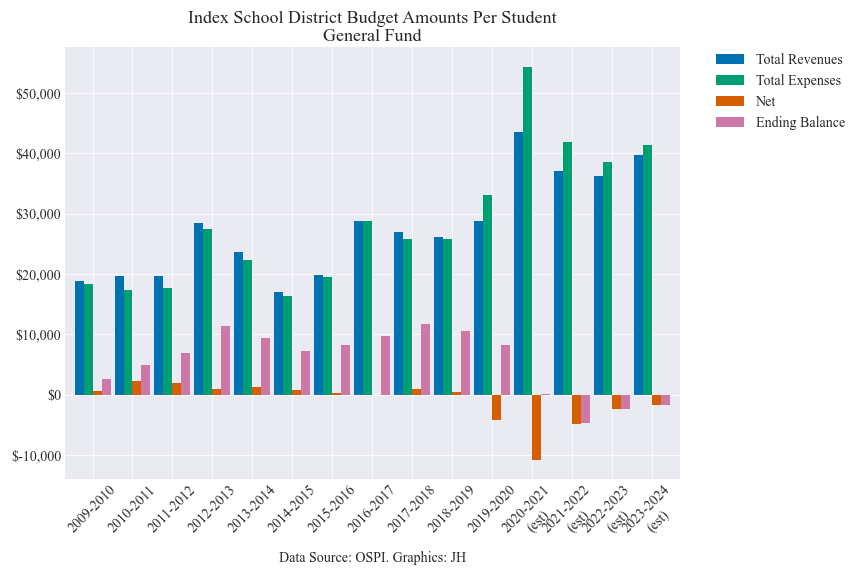 Index School District Budget Amounts Per Student
General Fund
Total Revenues
Total Expenses
Net
Ending Balance
$50,000
$40,000
$30,000
$20,000
$10,000
$0
$-10,000
2009-2010
2010-2011
2011-2012
2012-2013
2013-2014
2014-2015
2015-2016
2016-2017
2017-2018
2018-2019
2019-2020
2020-2021
(est)
2021-2022
(est)
2022-2023
(est)
2023-2024
(est)
Data Source: OSPI. Graphics: JH